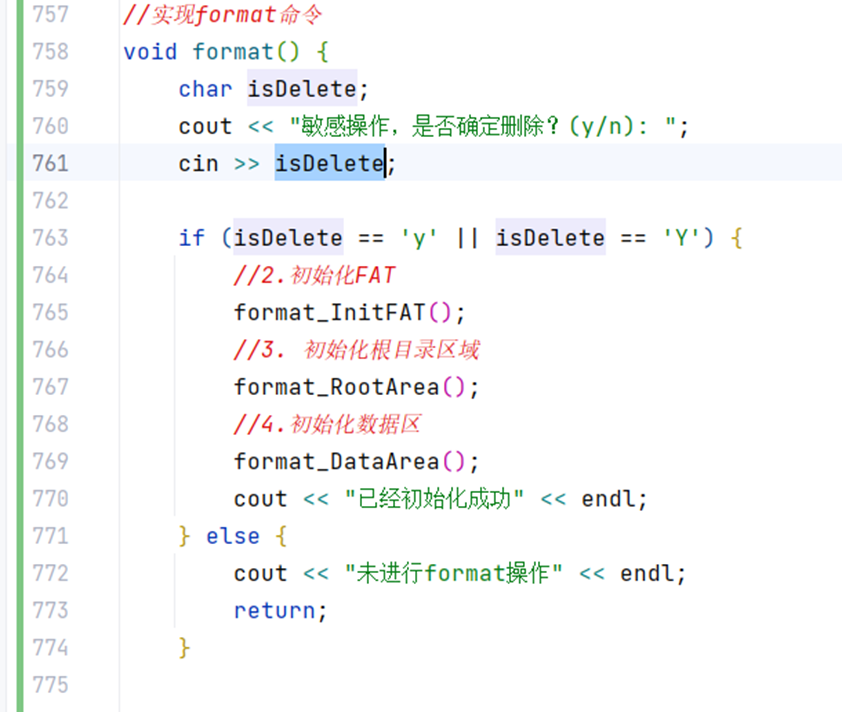 757 //实现format命令
758 void format() {
759     char isDelete;
760     cout << "敏感操作，是否确定删除？(y/n): ";
761     cin >> isDelete;
762
763     if (isDelete == 'y' || isDelete == 'Y') {
764         //2.初始化FAT
765         format_InitFAT();
766         //3. 初始化根目录区域
767         format_RootArea();
768         //4.初始化数据区
769         format_DataArea();
770         cout << "已经初始化成功" << endl;
771     } else {
772         cout << "未进行format操作" << endl;
773         return;
774     }
775